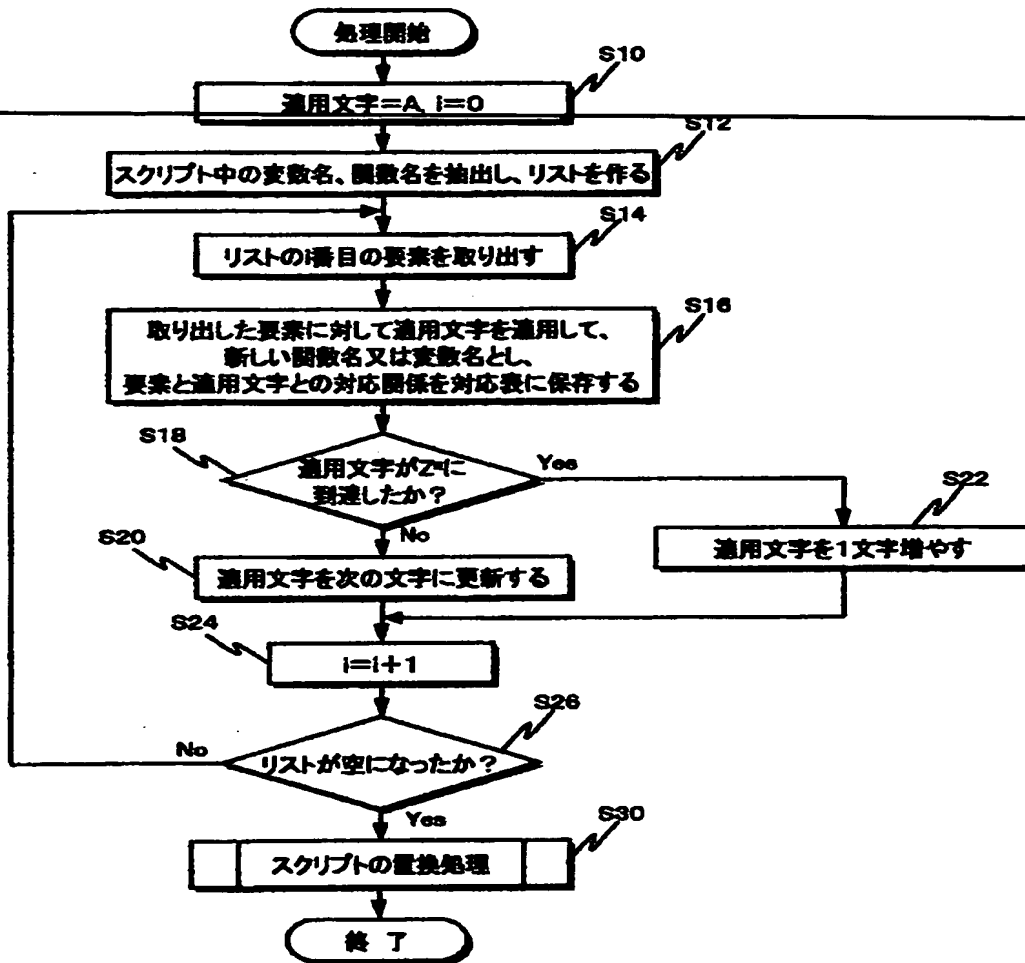 処理開始
S10
適用文字=A、i=0
S12
スクリプト中の変数名、関数名を抽出し、リストを作る
S14
リストのi番目の要素を取り出す
S16
取り出した要素に対して適用文字を適用して、
新しい関数名又は変数名とし、
要素と適用文字との対応関係を対応表に保存する
S18
適用文字がZⁿに
到達したか?
Yes
No
S22
適用文字を1文字増やす
S20
適用文字を次の文字に更新する
S24
i=i+1
S26
リストが空になったか?
No
Yes
S30
スクリプトの置換処理
終了